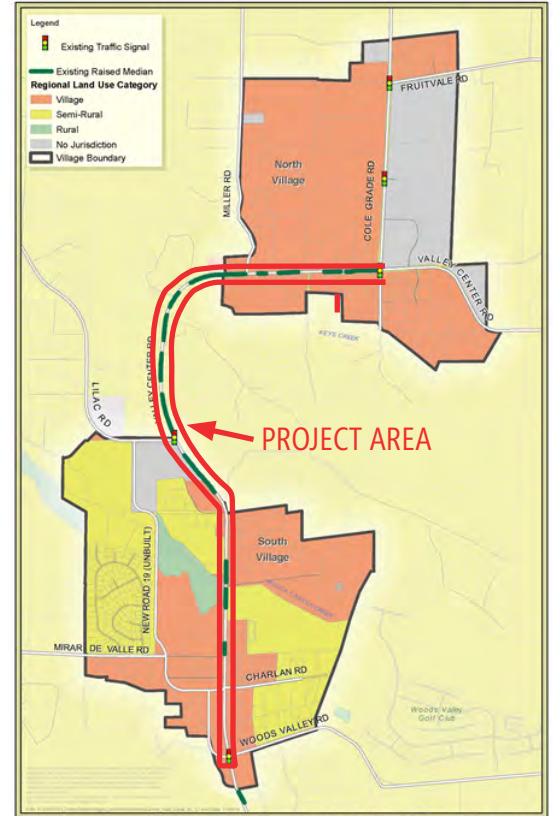 Legend
Existing Traffic Signal
Existing Raised Median
Regional Land Use Category
Village
Semi-Rural
Rural
No Jurisdiction
Village Boundary
FRUITVALE RD
North
Village
MILLER RD
COLE GRADE RD
VALLEY CENTER RD
KEYS CREEK
VALLEY CENTER RD
LILAC RD
PROJECT AREA
South
Village
NEW ROAD 19 (UNBUILT)
MIRAR DE VALLE RD
CHARLAN RD
WOODS VALLEY RD
Woods Valley
Golf Club